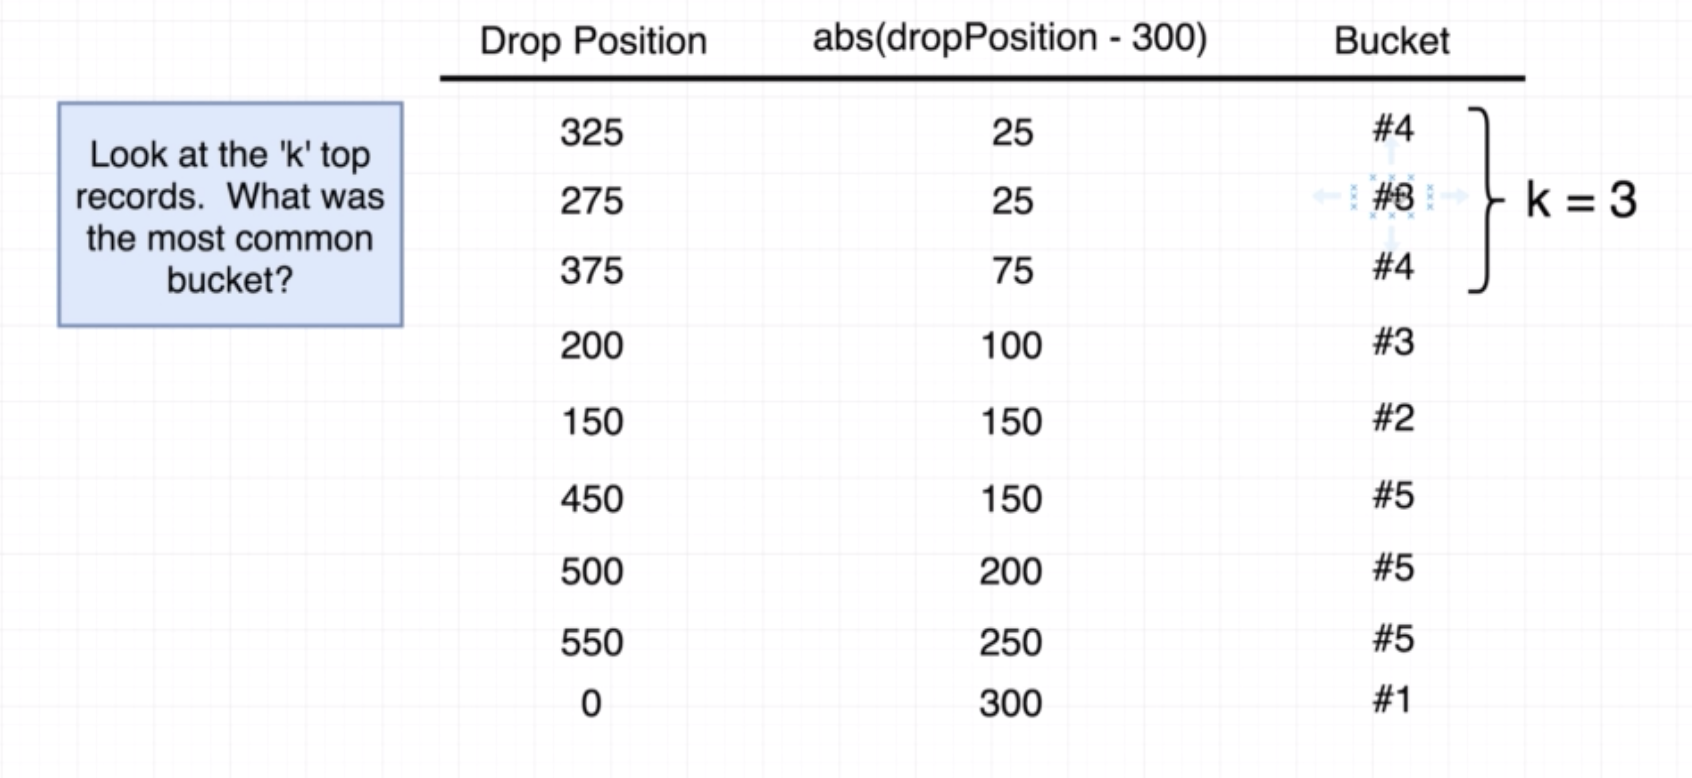 Drop Position abs(dropPosition - 300) Bucket
Look at the 'k' top
records. What was
the most common
bucket?
325 25 #4
275 25 #3
375 75 #4
k = 3
200 100 #3
150 150 #2
450 150 #5
500 200 #5
550 250 #5
0 300 #1